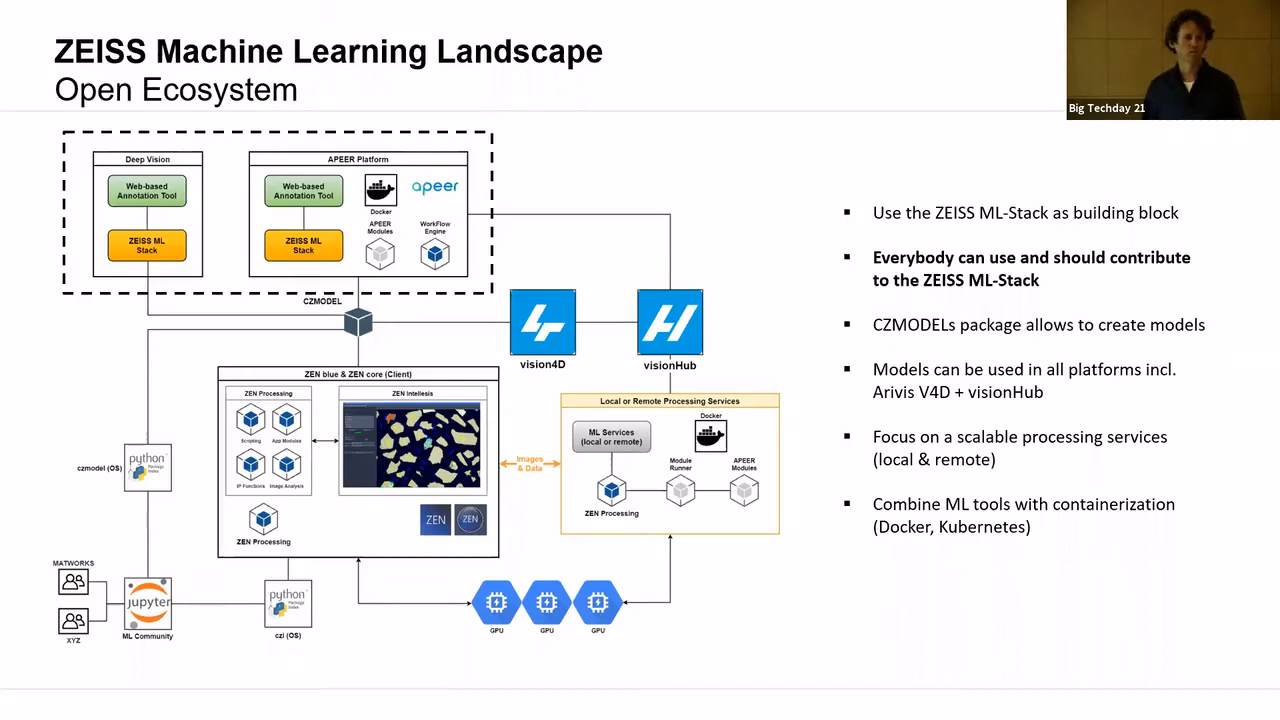 ZEISS Machine Learning Landscape
Open Ecosystem
Big Techday 21
Deep Vision
Web-based
Annotation Tool
ZEISS ML
Stack
APEER Platform
Web-based
Annotation Tool
ZEISS ML
Stack
Docker
apeer
APEER
Modules
WorkFlow
Engine
CZMODEL
vision4D
visionHub
ZEN blue & ZEN core (Client)
ZEN Processing
Scripting
App Modules
IP Functions
Image Analysis
ZEN Intellesis
ZEN Processing
ZEN
ZEN
Images
& Data
Local or Remote Processing Services
ML Services
(local or remote)
Docker
Module
Runner
APEER
Modules
ZEN Processing
czmodel (OS)
python
Package
Index
MATWORKS
XYZ
jupyter
ML Community
python
Package
Index
czi (OS)
GPU
GPU
GPU
Use the ZEISS ML-Stack as building block
Everybody can use and should contribute
to the ZEISS ML-Stack
CZMODELs package allows to create models
Models can be used in all platforms incl.
Arivis V4D + visionHub
Focus on a scalable processing services
(local & remote)
Combine ML tools with containerization
(Docker, Kubernetes)